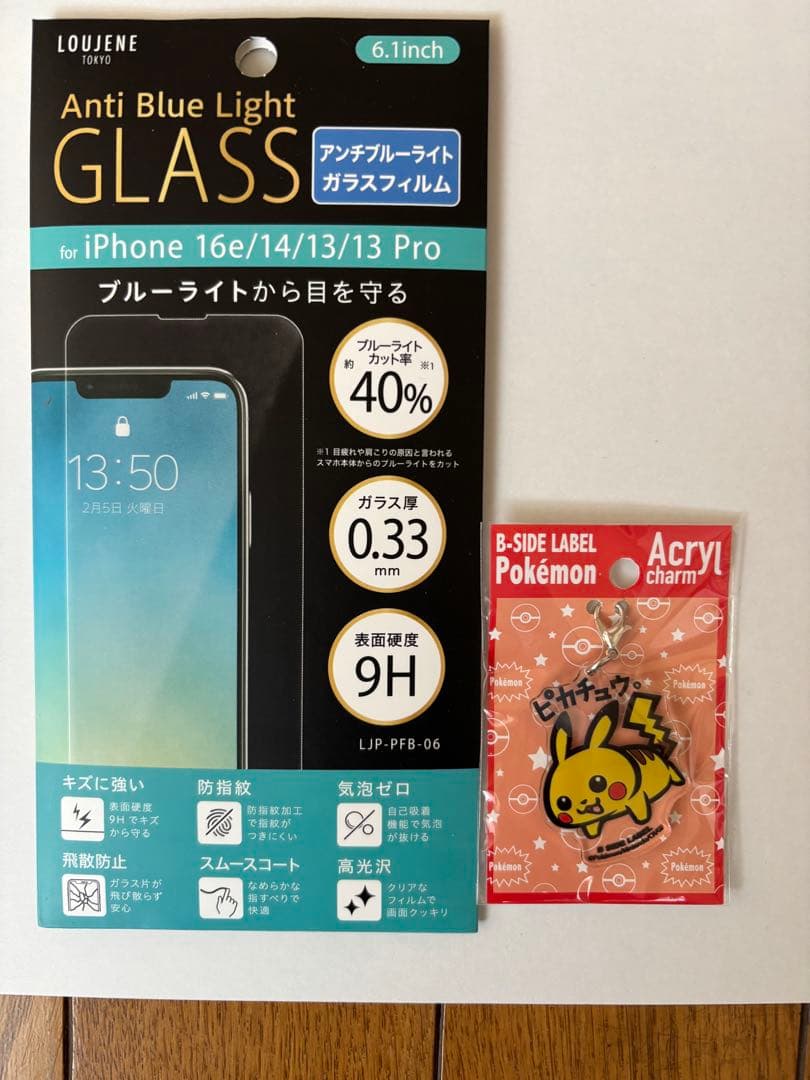 LOUJENE
TOKYO
6.1inch
Anti Blue Light
GLASS
アンチブルーライト
ガラスフィルム
for iPhone 16e/14/13/13 Pro
ブルーライトから目を守る
ブルーライト
カット率
約 40% ※1
※1 目疲れや肩こりの原因と言われる
スマホ本体からのブルーライトをカット
13:50
2月5日 火曜日
ガラス厚
0.33
mm
表面硬度
9H
LJP-PFB-06
キズに強い
表面硬度
9H でキズ
から守る
防指紋
防指紋加工
で指紋が
つきにくい
気泡ゼロ
自己吸着
機能で気泡
が抜ける
飛散防止
ガラス片が
飛び散らず
安心
スムースコート
なめらかな
指すべりで
快適
高光沢
クリアな
フィルムで
画面クッキリ
B-SIDE LABEL
Pokémon
Acryl
charm
Pokémon
Pokémon
ピカチュウ。
B-SIDE LABEL
Pokémon
Pokémon